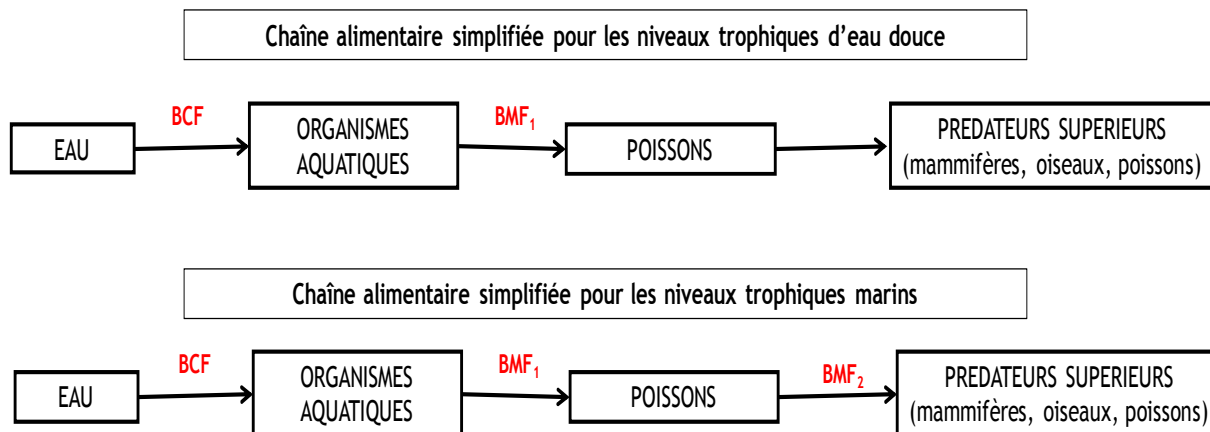 Chaîne alimentaire simplifiée pour les niveaux trophiques d’eau douce
BCF
BMF1
EAU
ORGANISMES
AQUATIQUES
POISSONS
PREDATEURS SUPERIEURS
(mammifères, oiseaux, poissons)
Chaîne alimentaire simplifiée pour les niveaux trophiques marins
BCF
BMF1
BMF2
EAU
ORGANISMES
AQUATIQUES
POISSONS
PREDATEURS SUPERIEURS
(mammifères, oiseaux, poissons)